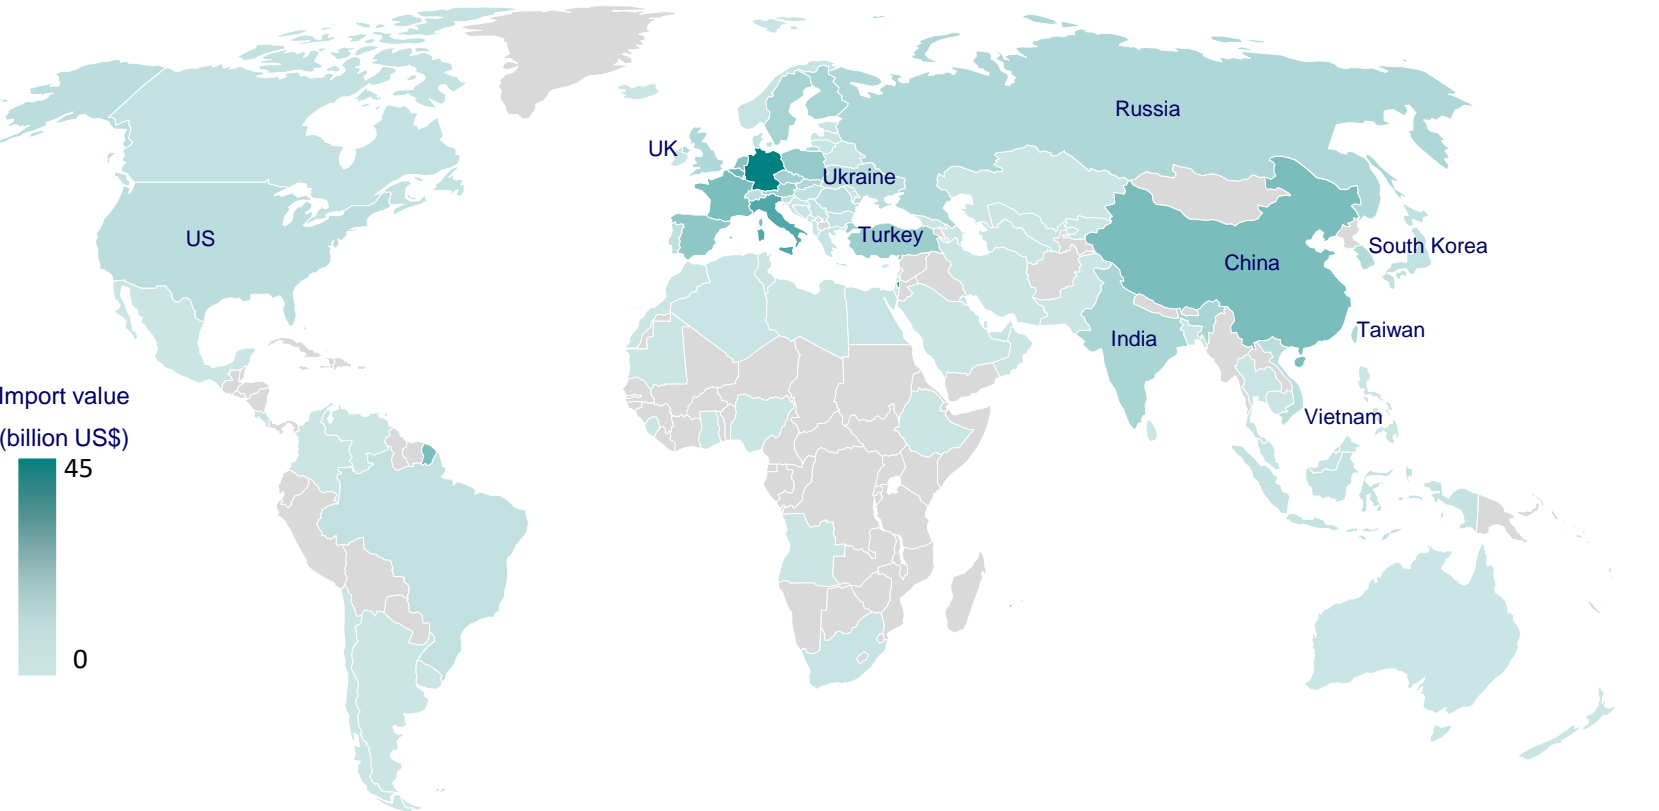 Russia
UK
Ukraine
Turkey
US
South Korea
China
Taiwan
India
Import value
(billion US$)
Vietnam
45
0